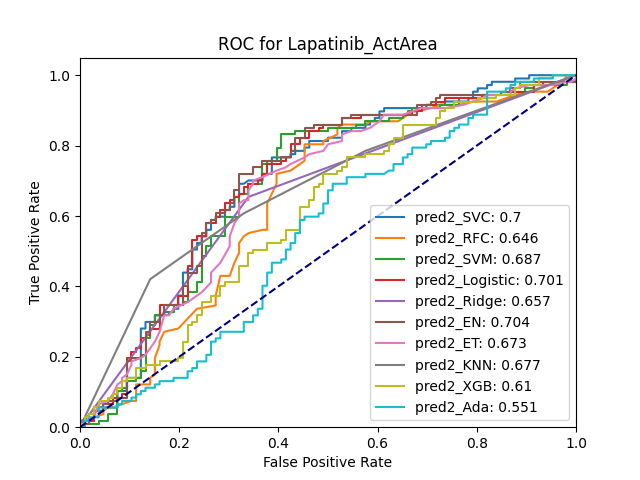 ROC for Lapatinib_ActArea
True Positive Rate
1.0
0.8
0.6
0.4
0.2
0.0
pred2_SVC: 0.7
pred2_RFC: 0.646
pred2_SVM: 0.687
pred2_Logistic: 0.701
pred2_Ridge: 0.657
pred2_EN: 0.704
pred2_ET: 0.673
pred2_KNN: 0.677
pred2_XGB: 0.61
pred2_Ada: 0.551
0.0 0.2 0.4 0.6 0.8 1.0
False Positive Rate